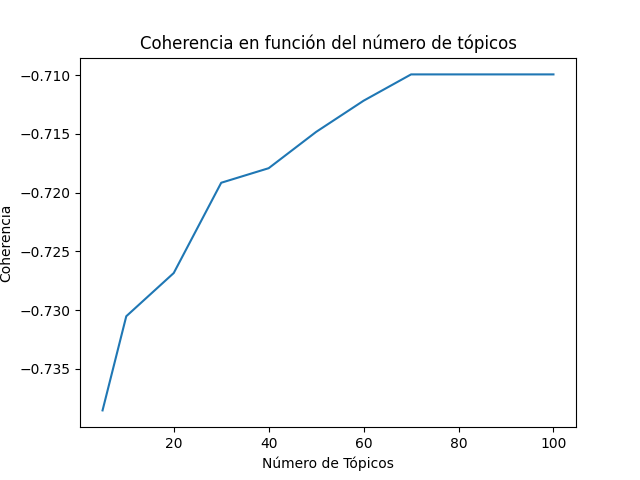 Coherencia en función del número de tópicos
−0.710
−0.715
−0.720
−0.725
−0.730
−0.735
Coherencia
20 40 60 80 100
Número de Tópicos